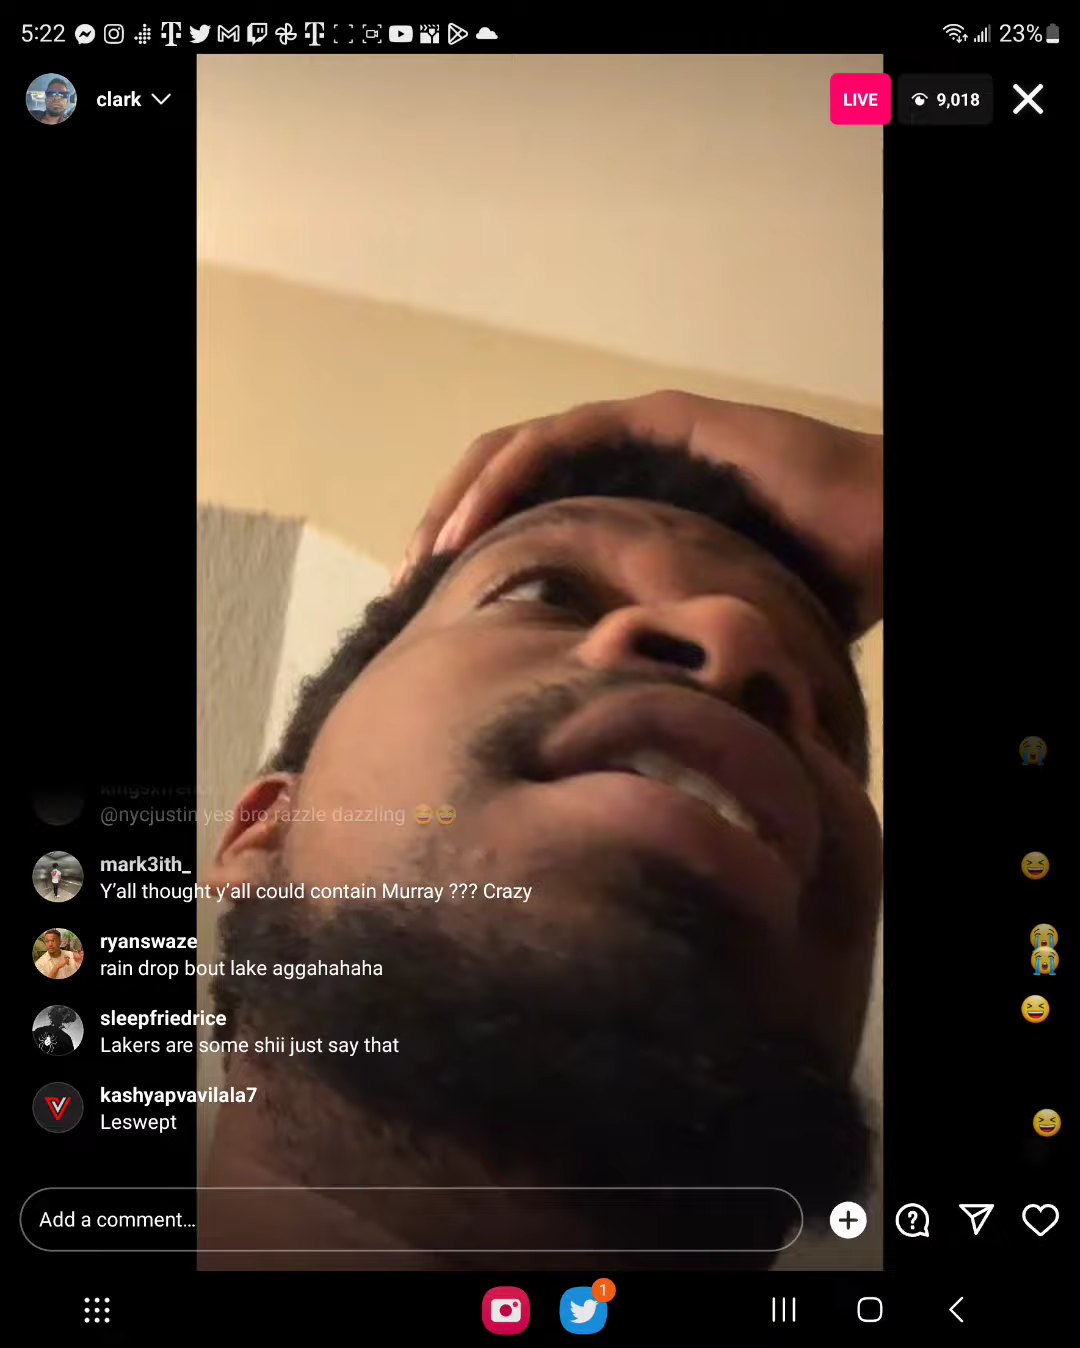 5:22
23%
clark
LIVE
9,018
@nycjustin yes bro razzle dazzling 😆😆
mark3ith_
Y'all thought y'all could contain Murray ??? Crazy
ryanswaze
rain drop bout lake aggahahaha
sleepfriedrice
Lakers are some shii just say that
kashyapvavilala7
Leswept
Add a comment...
1